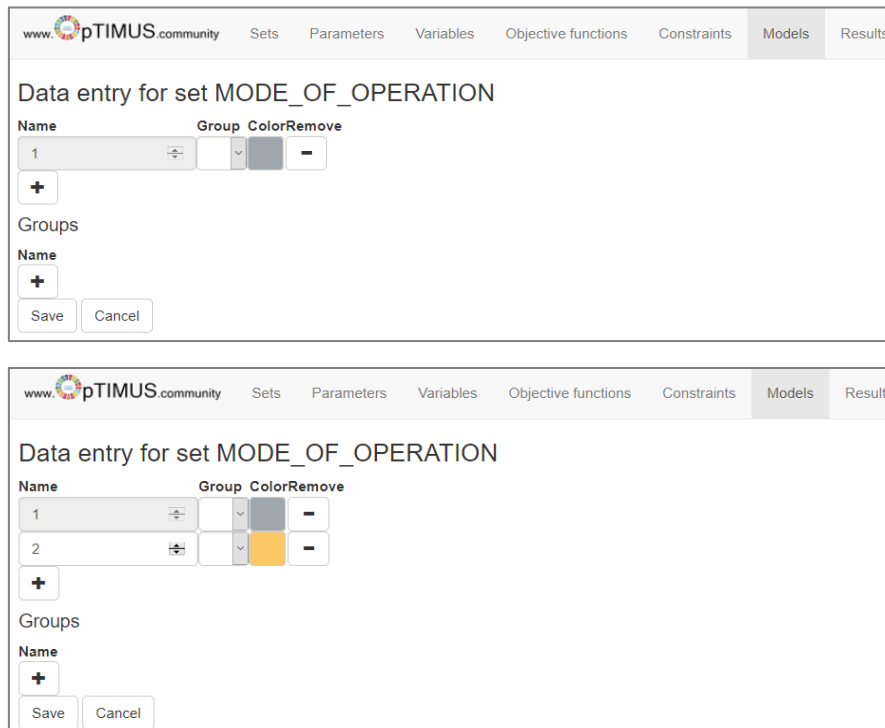 www.OpTIMUS.community Sets Parameters Variables Objective functions Constraints Models Results
Data entry for set MODE_OF_OPERATION
Name Group Color Remove
1
Groups
Name
Save Cancel
www.OpTIMUS.community Sets Parameters Variables Objective functions Constraints Models Result
Data entry for set MODE_OF_OPERATION
Name Group Color Remove
1
2
Groups
Name
Save Cancel